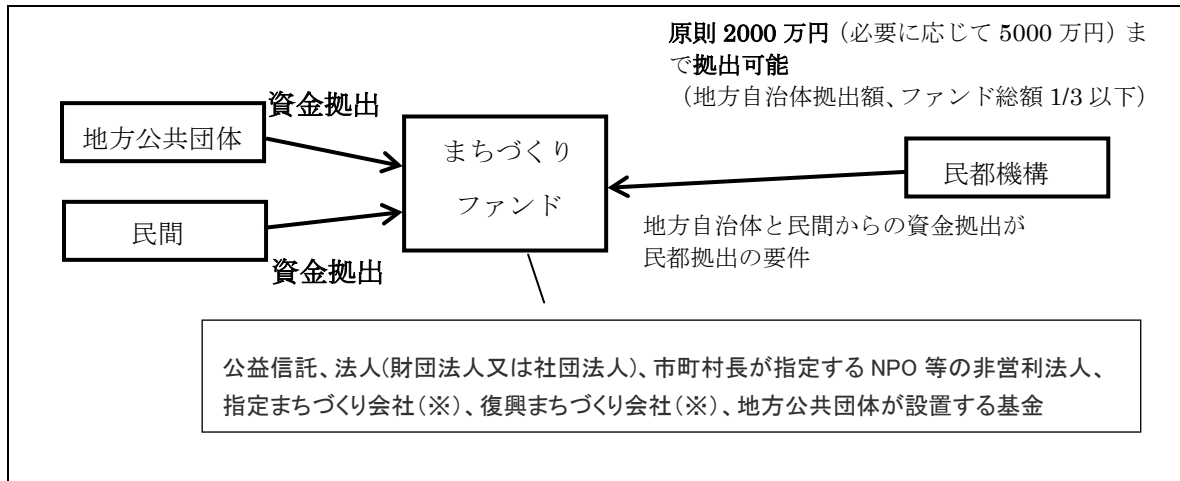 原則 2000 万円（必要に応じて 5000 万円）ま
で拠出可能
（地方自治体拠出額、ファンド総額 1/3 以下）
資金拠出
地方公共団体
まちづくり
ファンド
民都機構
民間
資金拠出
地方自治体と民間からの資金拠出が
民都拠出の要件
公益信託、法人(財団法人又は社団法人)、市町村長が指定する NPO 等の非営利法人、
指定まちづくり会社(※)、復興まちづくり会社(※)、地方公共団体が設置する基金